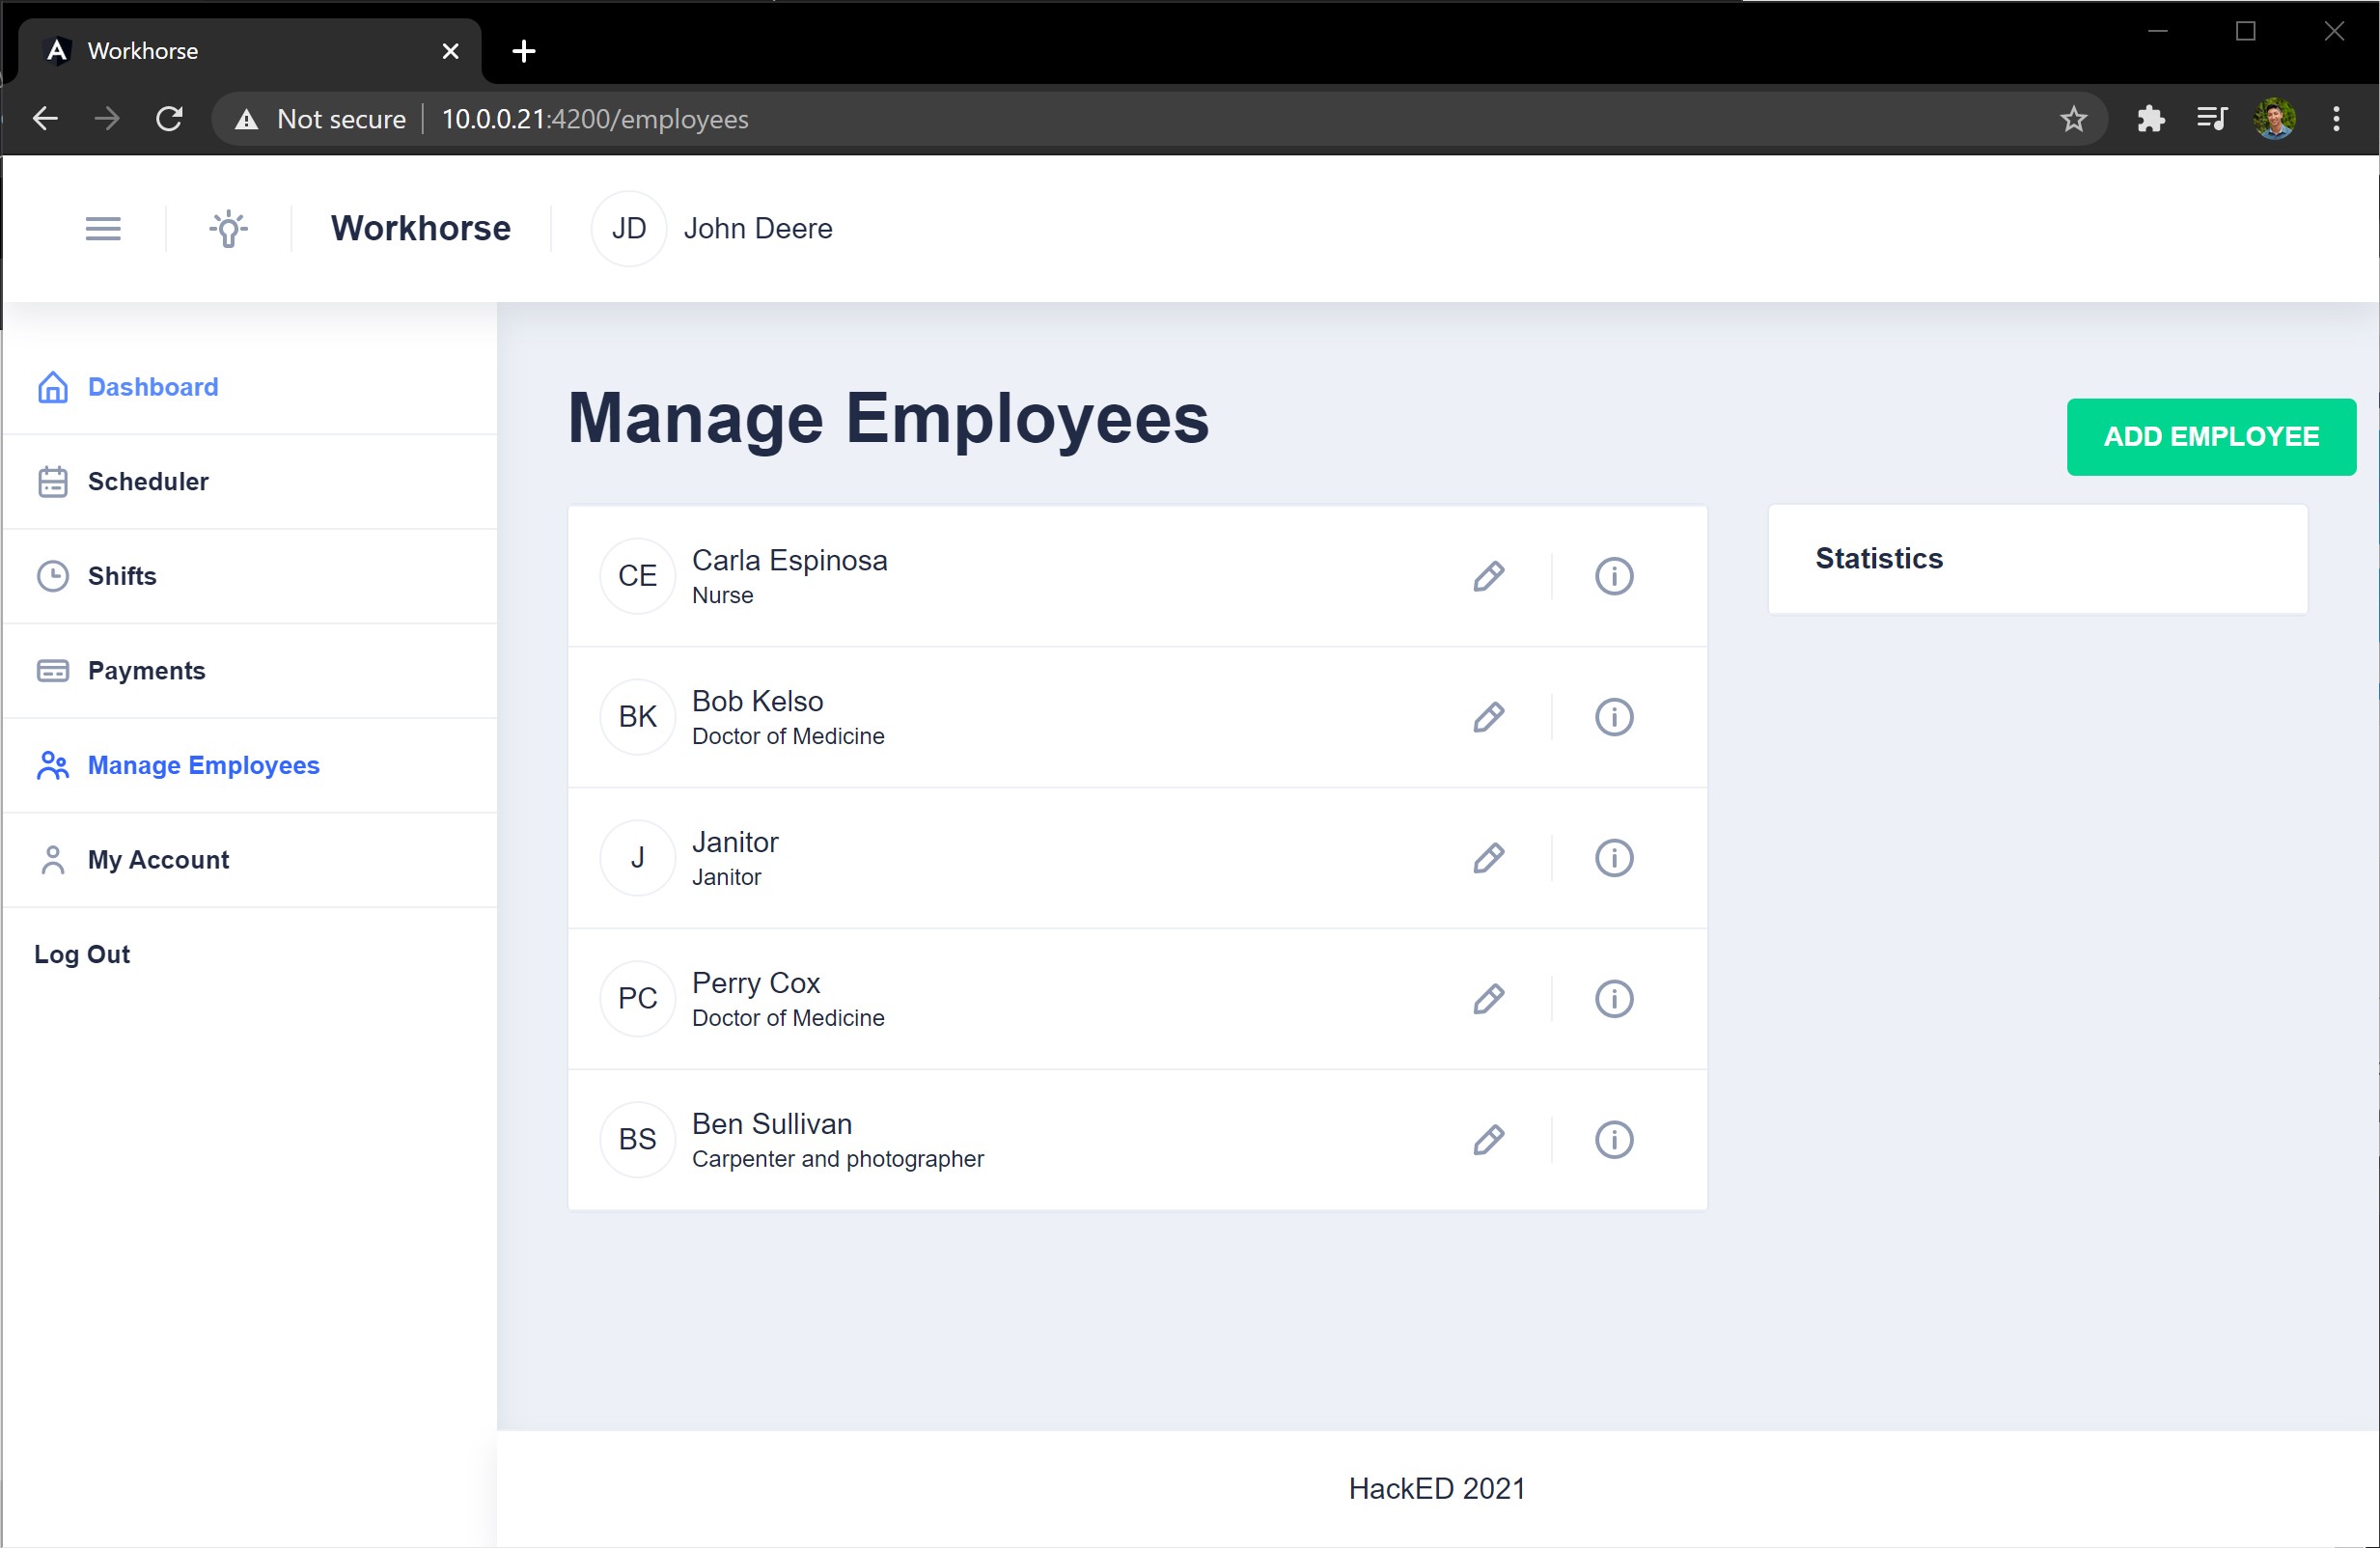 Workhorse
Not secure
10.0.0.21:4200/employees
Workhorse
JD
John Deere
Dashboard
Scheduler
Shifts
Payments
Manage Employees
My Account
Log Out
Manage Employees
ADD EMPLOYEE
CE
Carla Espinosa
Nurse
BK
Bob Kelso
Doctor of Medicine
J
Janitor
Janitor
PC
Perry Cox
Doctor of Medicine
BS
Ben Sullivan
Carpenter and photographer
Statistics
HackED 2021